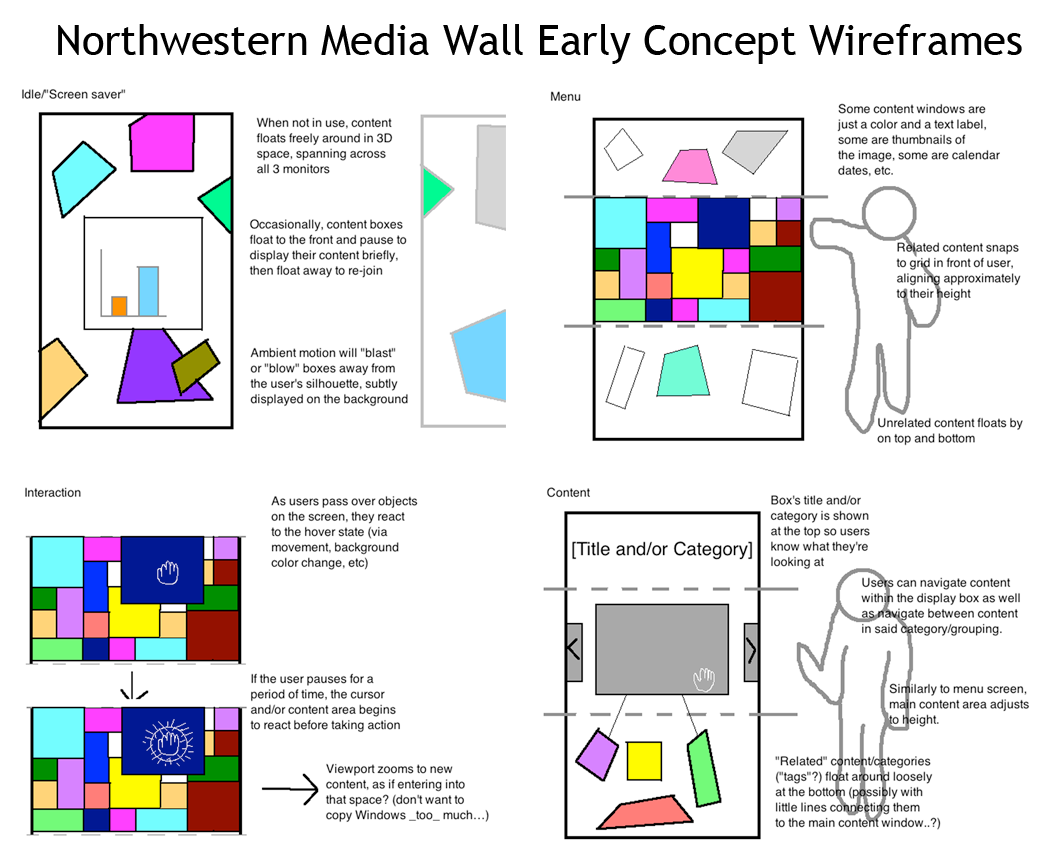 Northwestern Media Wall Early Concept Wireframes
Idle/"Screen saver"
When not in use, content
floats freely around in 3D
space, spanning across
all 3 monitors
Occasionally, content boxes
float to the front and pause to
display their content briefly,
then float away to re-join
Ambient motion will "blast"
or "blow" boxes away from
the user's silhouette, subtly
displayed on the background
Menu
Some content windows are
just a color and a text label,
some are thumbnails of
the image, some are calendar
dates, etc.
Related content snaps
to grid in front of user,
aligning approximately
to their height
Unrelated content floats by
on top and bottom
Interaction
As users pass over objects
on the screen, they react
to the hover state (via
movement, background
color change, etc)
If the user pauses for a
period of time, the cursor
and/or content area begins
to react before taking action
Viewport zooms to new
content, as if entering into
that space? (don't want to
copy Windows _too_ much...)
Content
[Title and/or Category]
Box's title and/or
category is shown
at the top so users
know what they're
looking at
Users can navigate content
within the display box as well
as navigate between content
in said category/grouping.
Similarly to menu screen,
main content area adjusts
to height.
"Related" content/categories
("tags"?) float around loosely
at the bottom (possibly with
little lines connecting them
to the main content window..?)